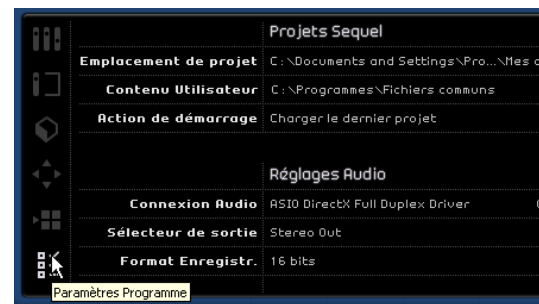 Projets Sequel
Emplacement de projet C:\Documents and Settings\Pro...\Mes
Contenu Utilisateur C:\Programmes\Fichiers communs
Action de démarrage Charger le dernier projet
Réglages Audio
Connexion Audio ASIO DirectX Full Duplex Driver
Sélecteur de sortie Stereo Out
Format Enregistr. 16 bits
Paramètres Programme